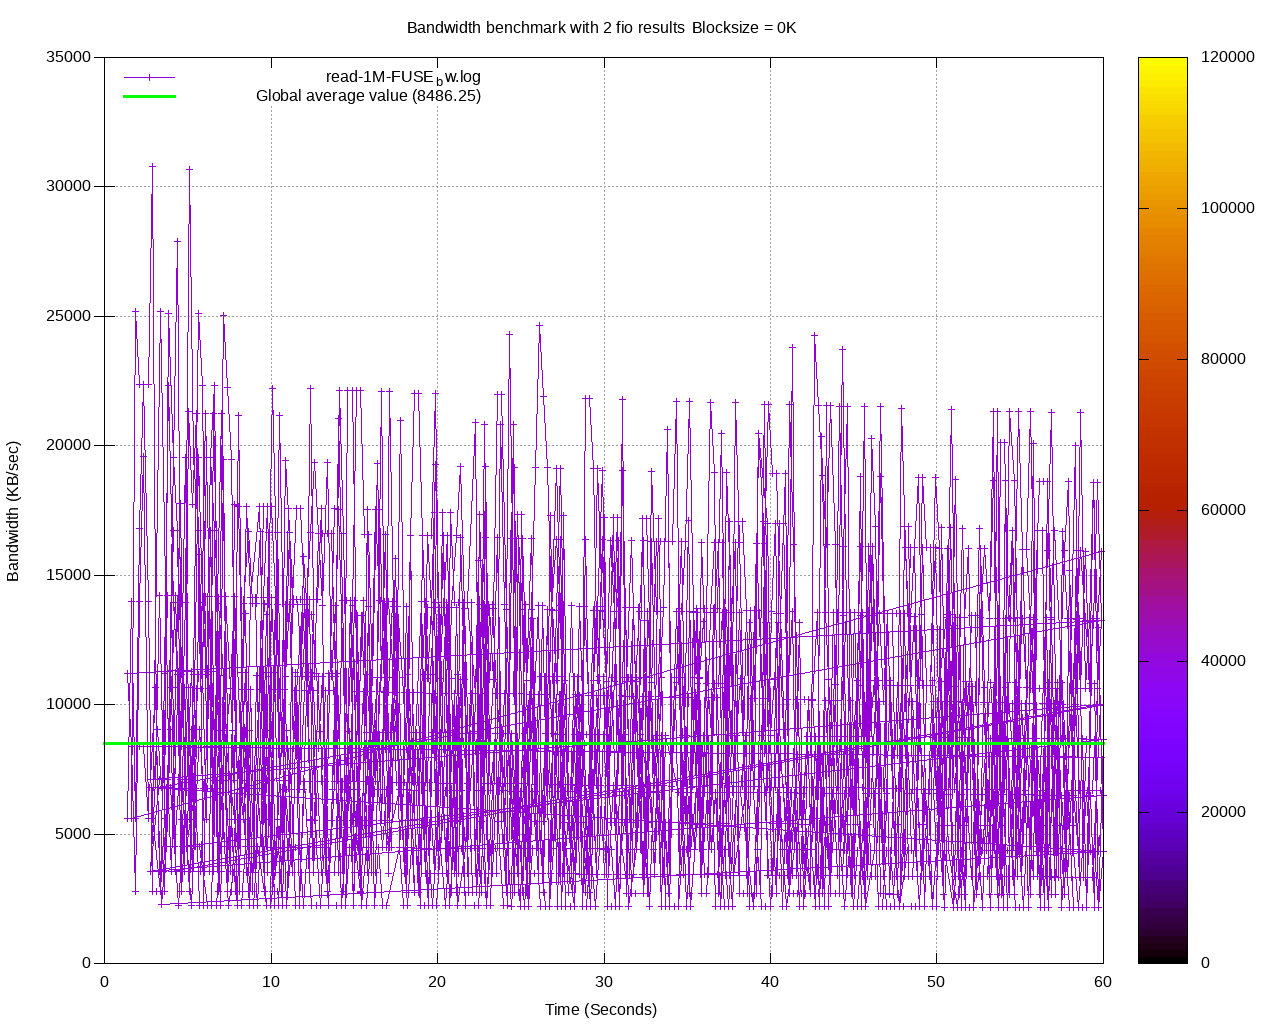 Bandwidth benchmark with 2 fio results Blocksize = 0K
read-1M-FUSE_bw.log
Global average value (8486.25)
35000
30000
25000
20000
15000
10000
5000
0
Bandwidth (KB/sec)
0 10 20 30 40 50 60
Time (Seconds)
120000
100000
80000
60000
40000
20000
0